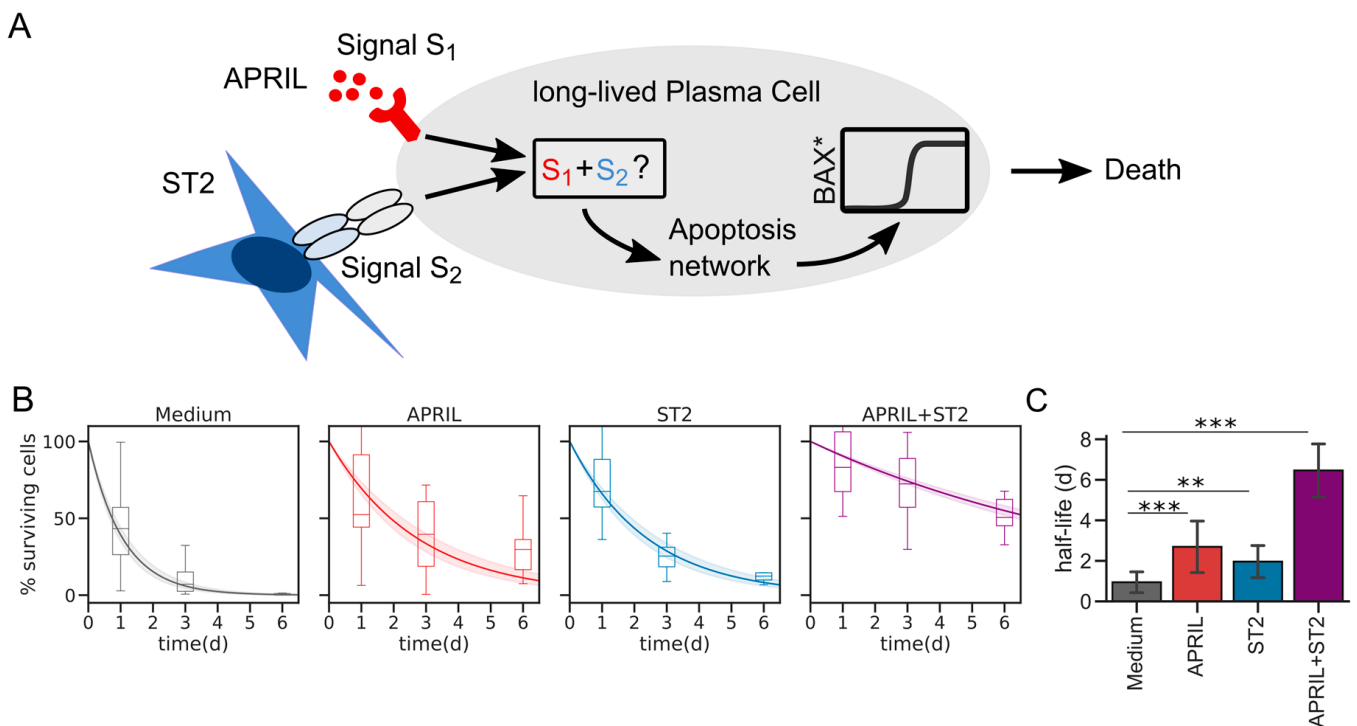 A
Signal S1
APRIL
long-lived Plasma Cell
ST2
S1+S2?
BAX*
Death
Apoptosis
network
Signal S2
B
Medium
APRIL
ST2
APRIL+ST2
% surviving cells
100
50
0
0 1 2 3 4 5 6
time(d)
0 1 2 3 4 5 6
time(d)
0 1 2 3 4 5 6
time(d)
0 1 2 3 4 5 6
time(d)
C
half-life (d)
8
6
4
2
0
***
**
***
Medium
APRIL
ST2
APRIL+ST2